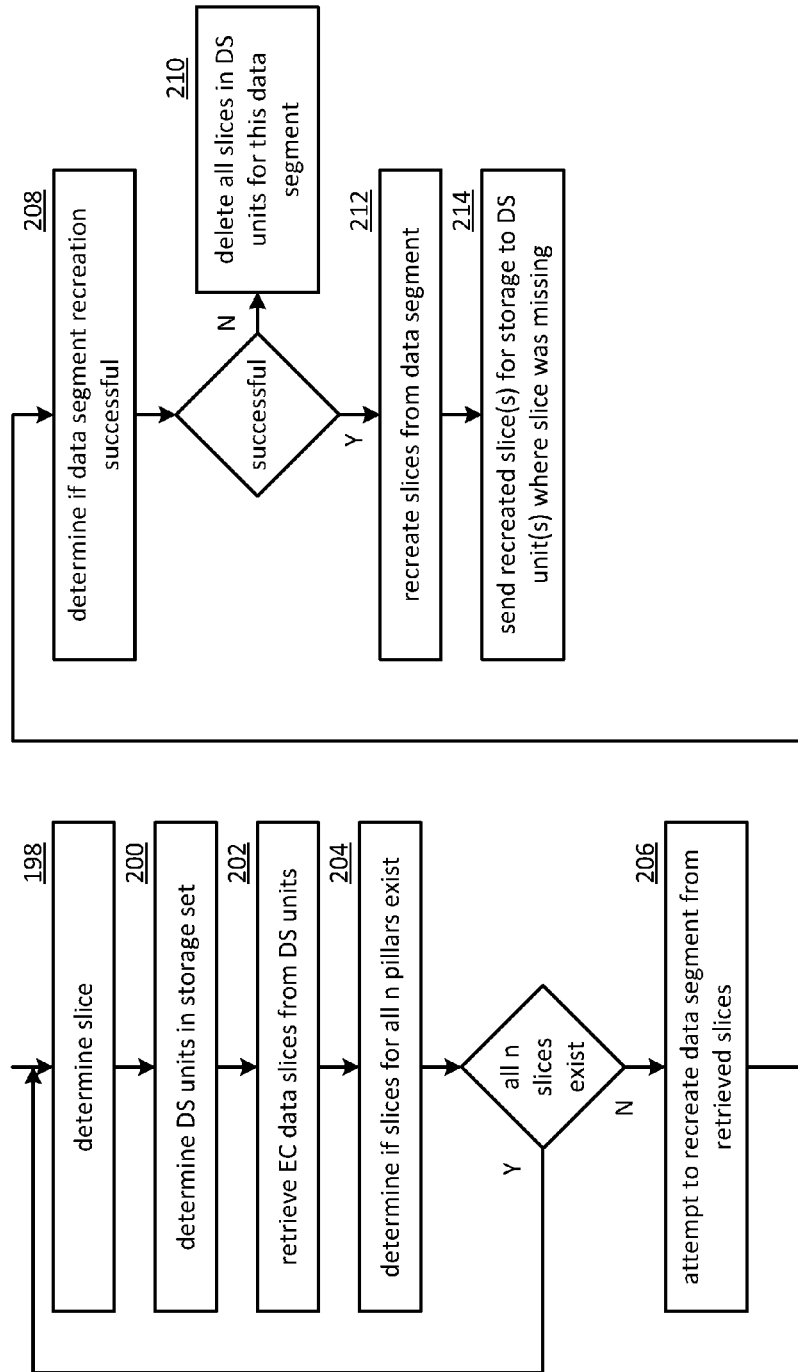 198
determine slice
200
determine DS units in storage set
202
retrieve EC data slices from DS units
204
determine if slices for all n pillars exist
all n
slices
exist
Y
N
206
attempt to recreate data segment from
retrieved slices
208
determine if data segment recreation
successful
successful
N
Y
210
delete all slices in DS
units for this data
segment
212
recreate slices from data segment
214
send recreated slice(s) for storage to DS
unit(s) where slice was missing